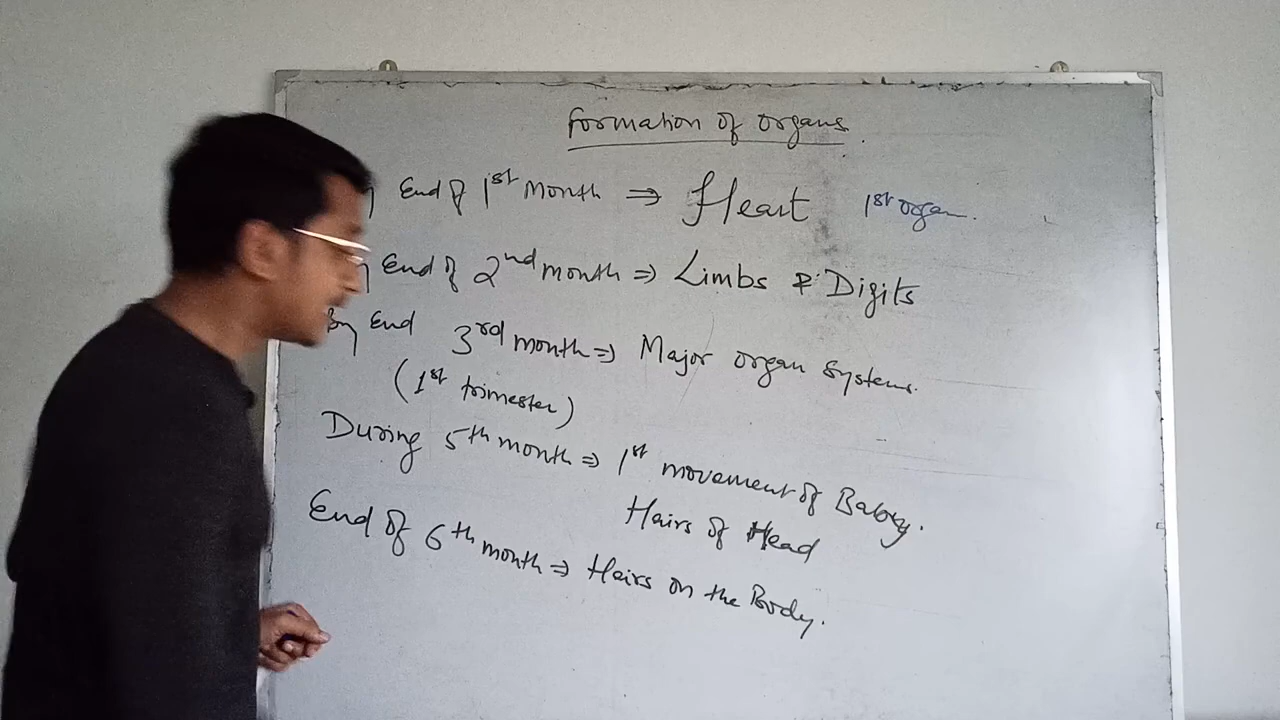 Formation of organs.
y End of 1st Month ⇒ Heart 1st organ.
y End of 2nd month ⇒ Limbs & Digits
By End 3rd month ⇒ Major organ Systems.
(1st trimester)
During 5th month ⇒ 1st movement of Baby.
Hairs of Head
End of 6th month ⇒ Hairs on the Body.